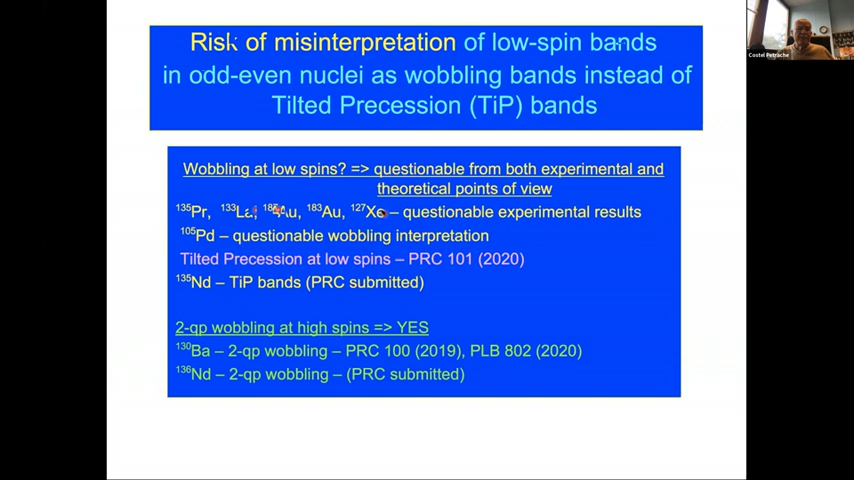 Risk of misinterpretation of low-spin bands
in odd-even nuclei as wobbling bands instead of
Tilted Precession (TiP) bands
Costel Petrache
Wobbling at low spins? => questionable from both experimental and
theoretical points of view
¹³⁵Pr, ¹³³La, Au, ¹⁸³Au, ¹²⁷Xe – questionable experimental results
¹⁰⁵Pd – questionable wobbling interpretation
Tilted Precession at low spins – PRC 101 (2020)
¹³⁵Nd – TiP bands (PRC submitted)
2-qp wobbling at high spins => YES
¹³⁰Ba – 2-qp wobbling – PRC 100 (2019), PLB 802 (2020)
¹³⁶Nd – 2-qp wobbling – (PRC submitted)